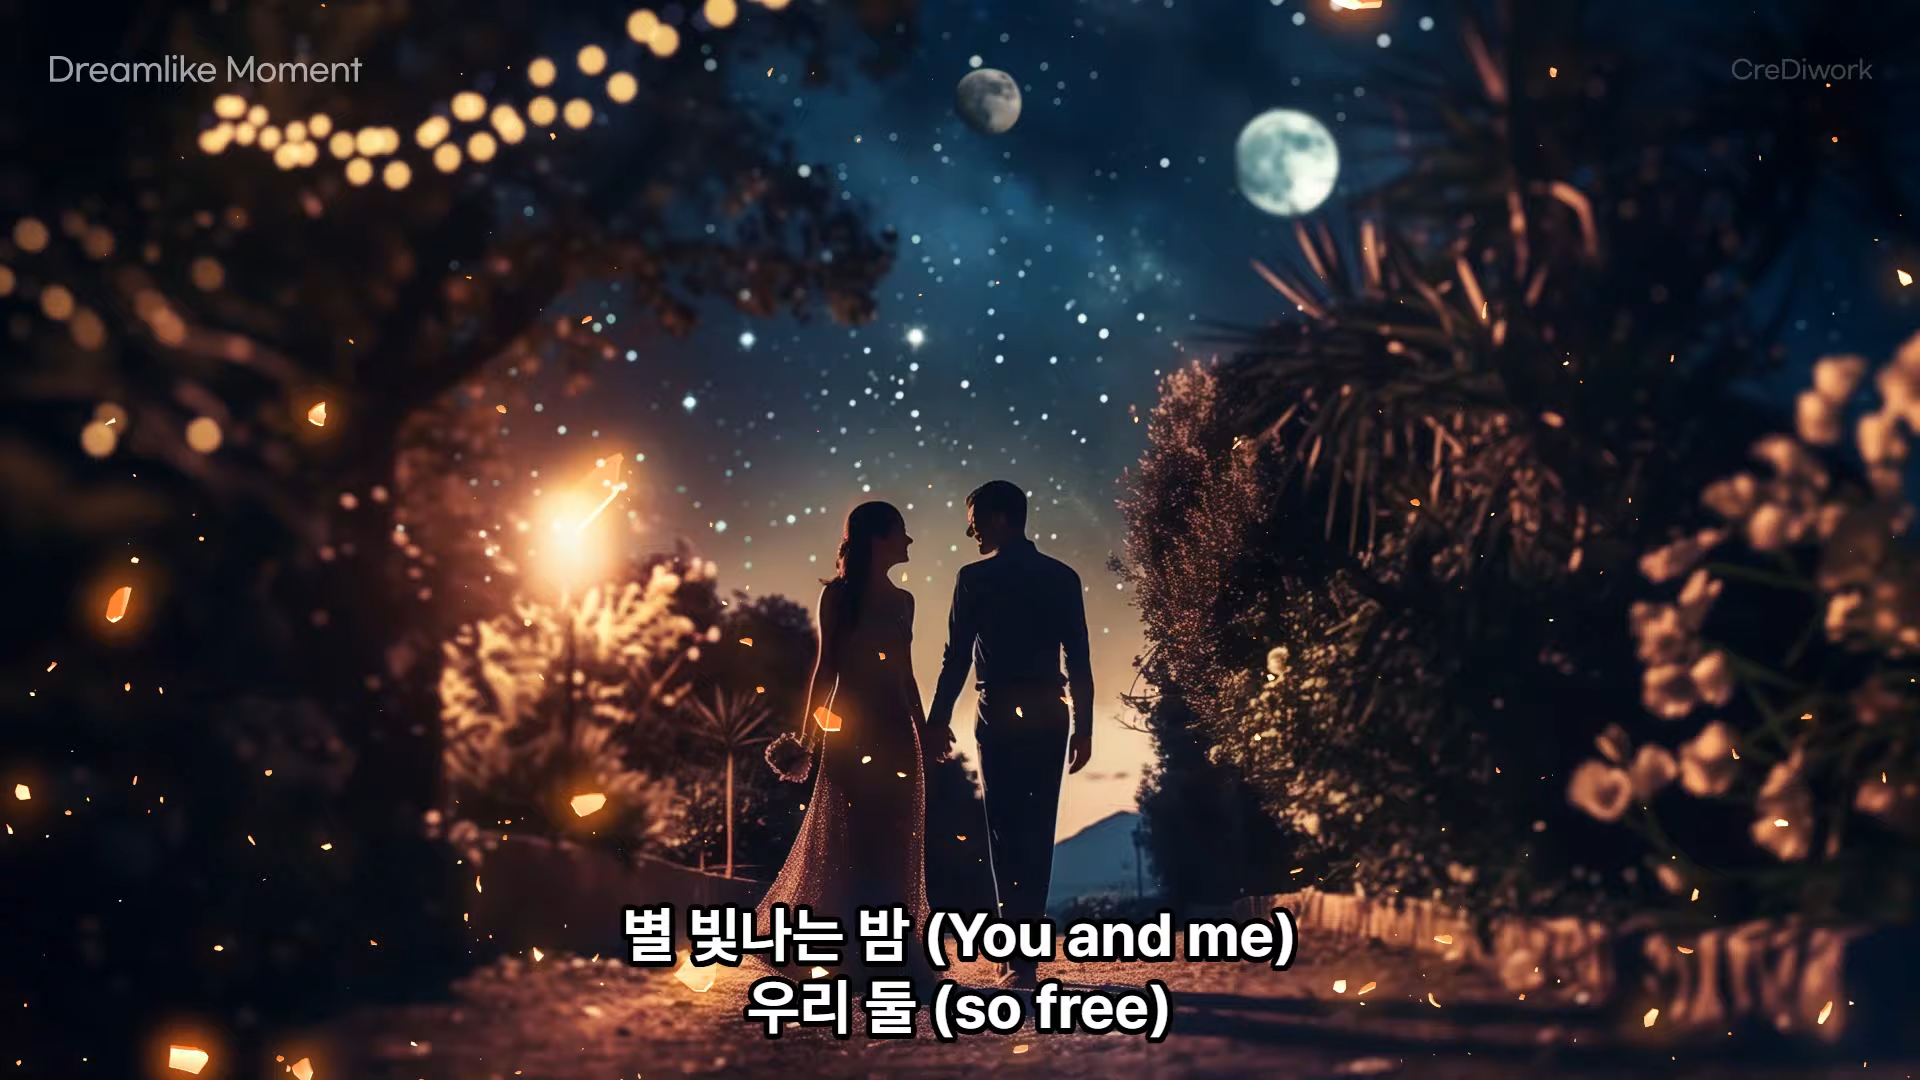 Dreamlike Moment
CreDiwork
별 빛나는 밤 (You and me)
우리 둘 (so free)